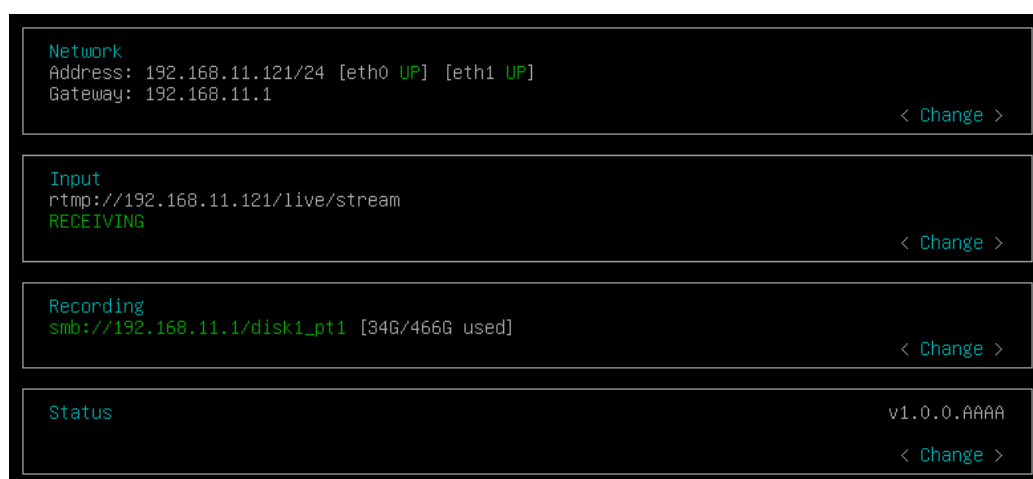 Network
Address: 192.168.11.121/24 [eth0 UP] [eth1 UP]
Gateway: 192.168.11.1
< Change >
Input
rtmp://192.168.11.121/live/stream
RECEIVING
< Change >
Recording
smb://192.168.11.1/disk1_pt1 [34G/466G used]
< Change >
Status v1.0.0.AAAA
< Change >